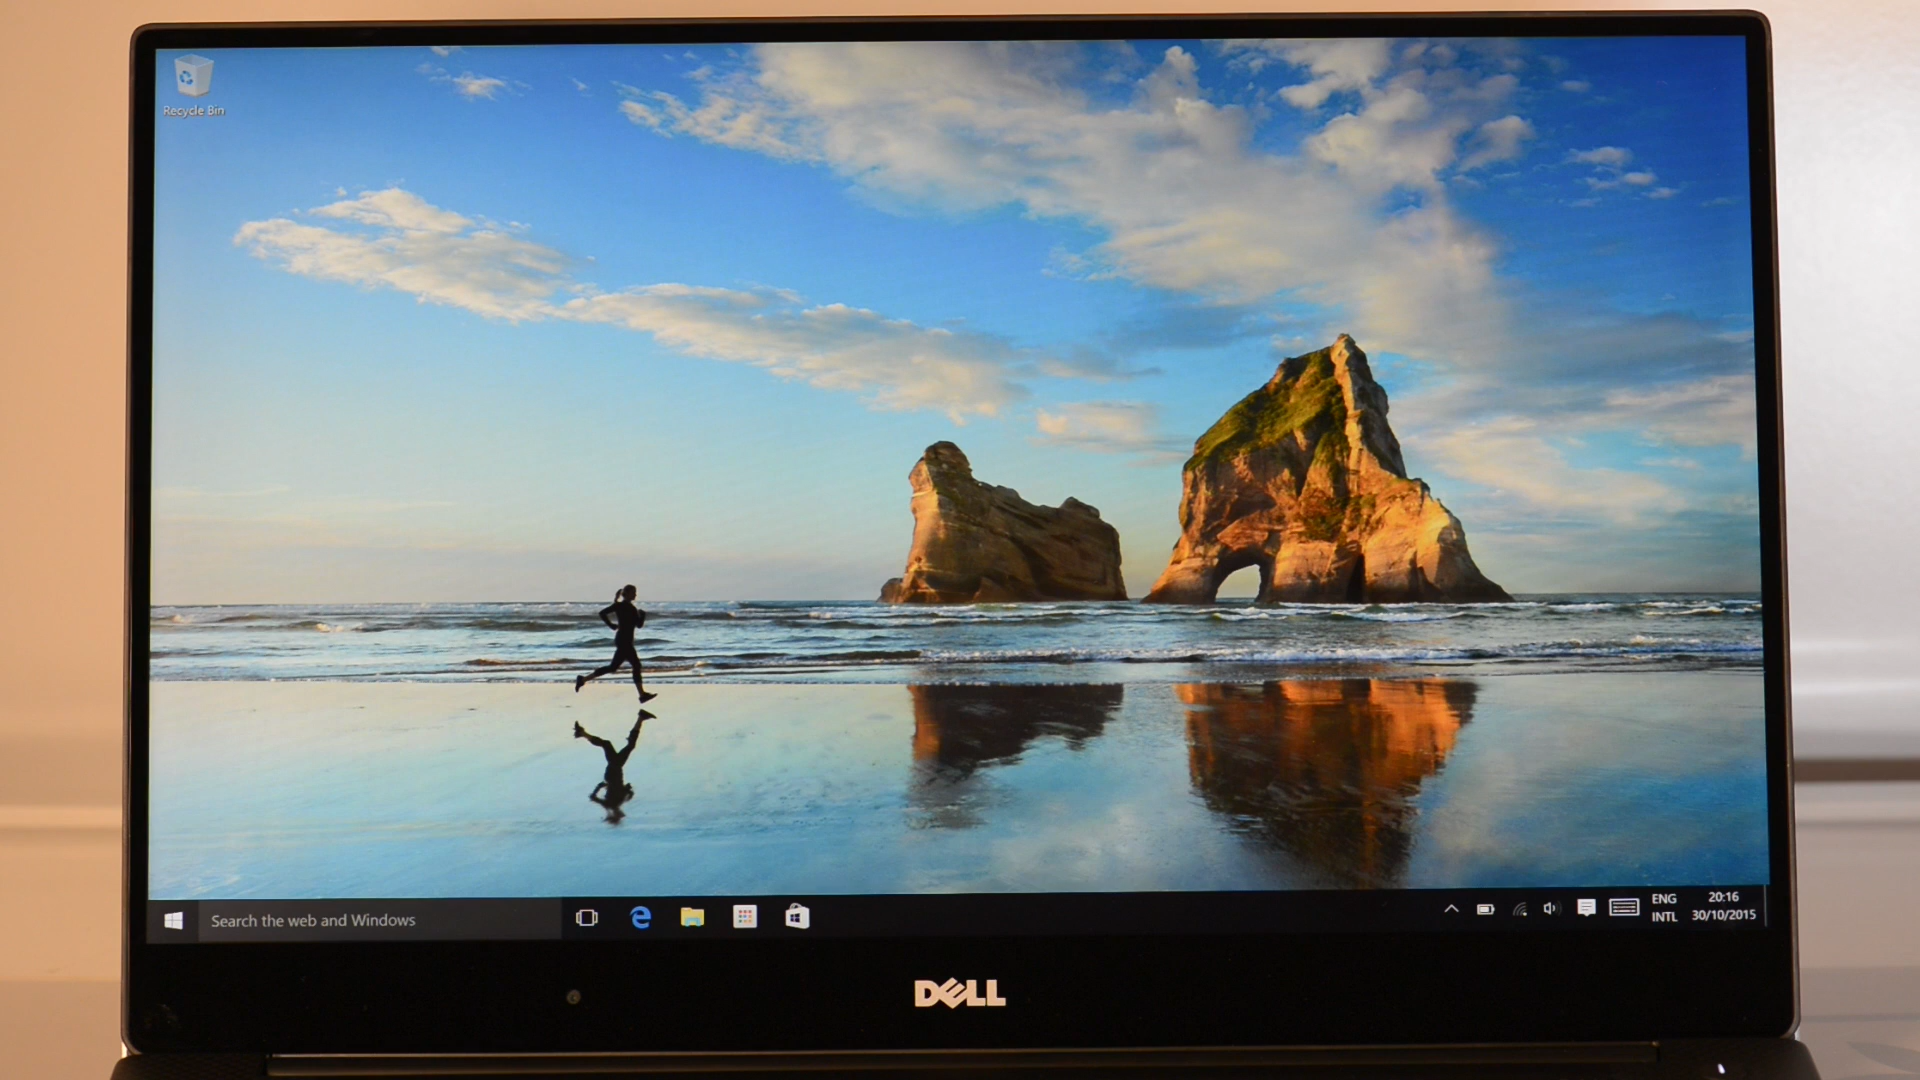 Recycle Bin
Search the web and Windows
ENG
INTL
20:16
30/10/2015
DELL